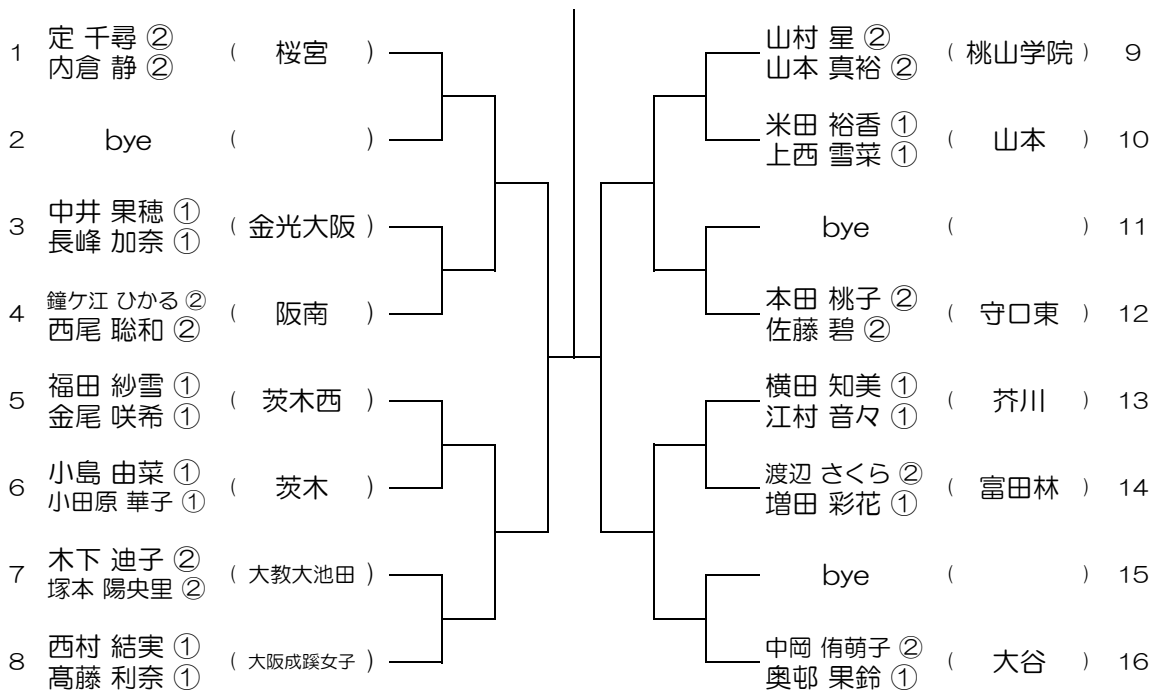 1 定 千尋 ② ( 桜宮 )
内倉 静 ②
2 bye ( )
3 中井 果穂 ① ( 金光大阪 )
長峰 加奈 ①
4 鐘ケ江 ひかる ② ( 阪南 )
西尾 聡和 ②
5 福田 紗雪 ① ( 茨木西 )
金尾 咲希 ①
6 小島 由菜 ① ( 茨木 )
小田原 華子 ①
7 木下 迪子 ② ( 大教大池田 )
塚本 陽央里 ②
8 西村 結実 ① ( 大阪成蹊女子 )
髙藤 利奈 ①
山村 星 ② ( 桃山学院 ) 9
山本 真裕 ②
米田 裕香 ① ( 山本 ) 10
上西 雪菜 ①
bye ( ) 11
本田 桃子 ② ( 守口東 ) 12
佐藤 碧 ②
横田 知美 ① ( 芥川 ) 13
江村 音々 ①
渡辺 さくら ② ( 富田林 ) 14
増田 彩花 ①
bye ( ) 15
中岡 侑萌子 ② ( 大谷 ) 16
奥邨 果鈴 ①